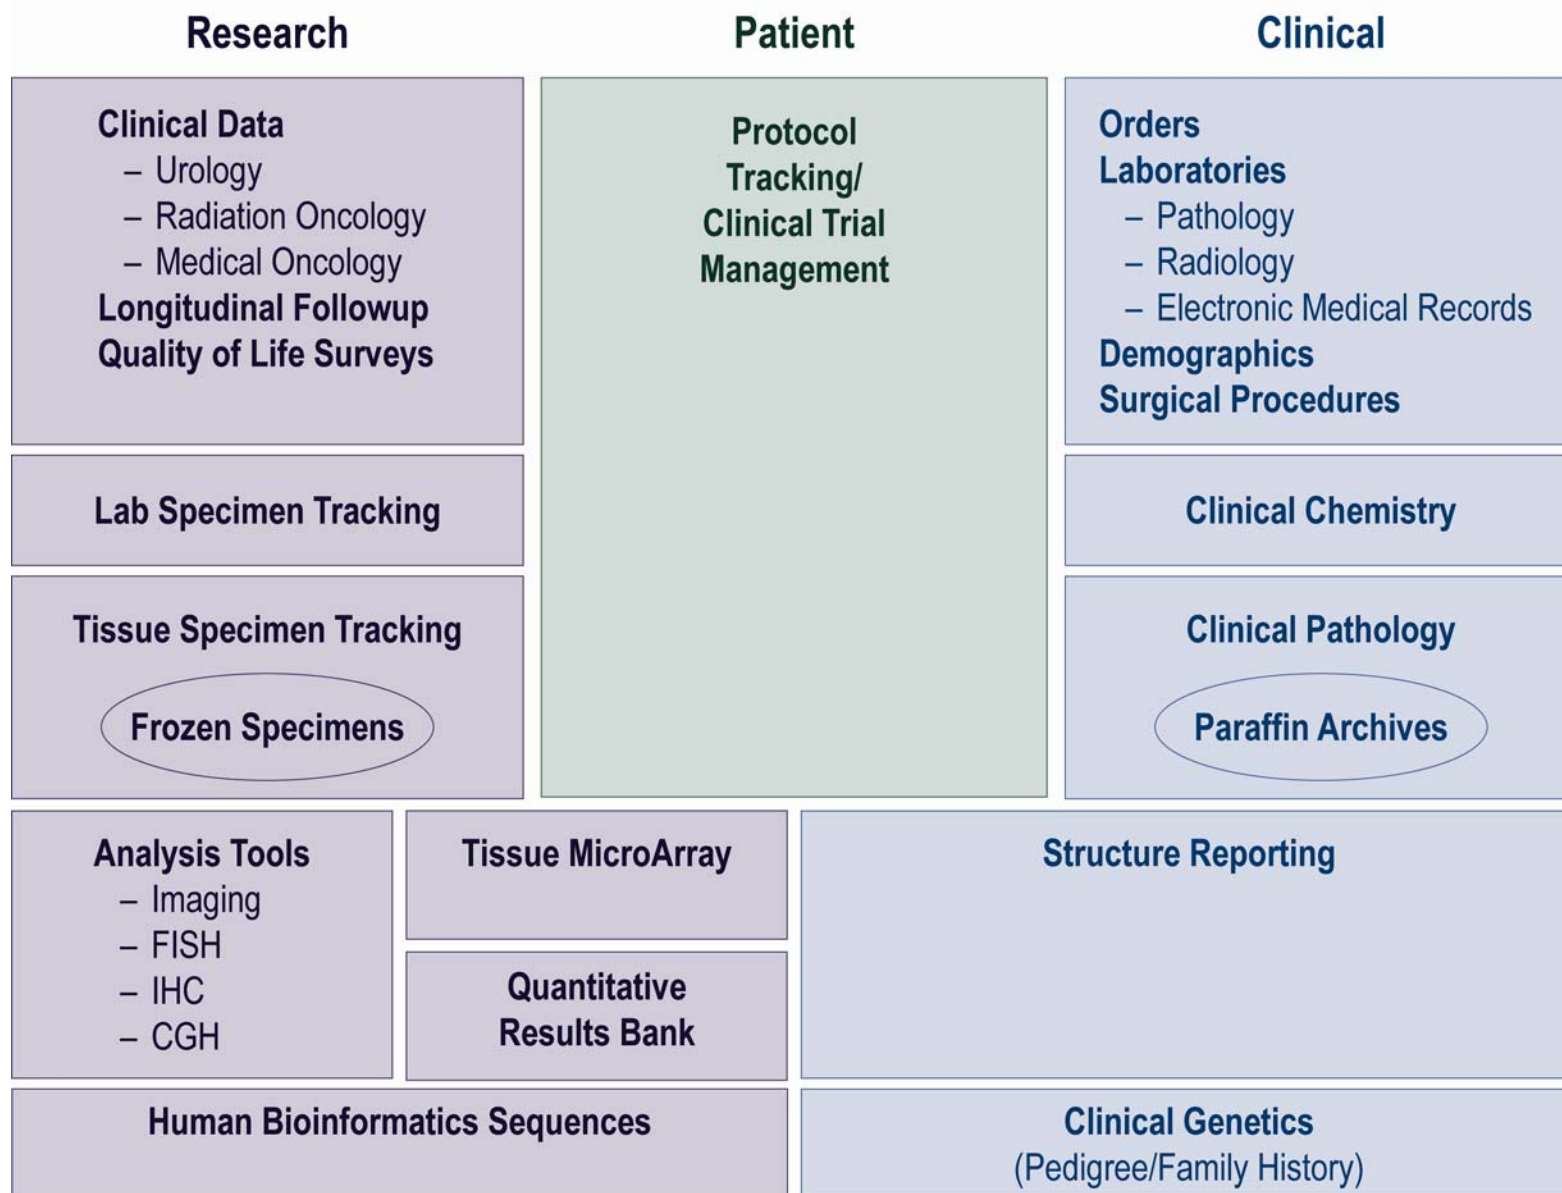 Research
Patient
Clinical
Clinical Data
– Urology
– Radiation Oncology
– Medical Oncology
Longitudinal Followup
Quality of Life Surveys
Protocol
Tracking/
Clinical Trial
Management
Orders
Laboratories
– Pathology
– Radiology
– Electronic Medical Records
Demographics
Surgical Procedures
Lab Specimen Tracking
Clinical Chemistry
Tissue Specimen Tracking
Frozen Specimens
Clinical Pathology
Paraffin Archives
Analysis Tools
– Imaging
– FISH
– IHC
– CGH
Tissue MicroArray
Quantitative
Results Bank
Structure Reporting
Human Bioinformatics Sequences
Clinical Genetics
(Pedigree/Family History)